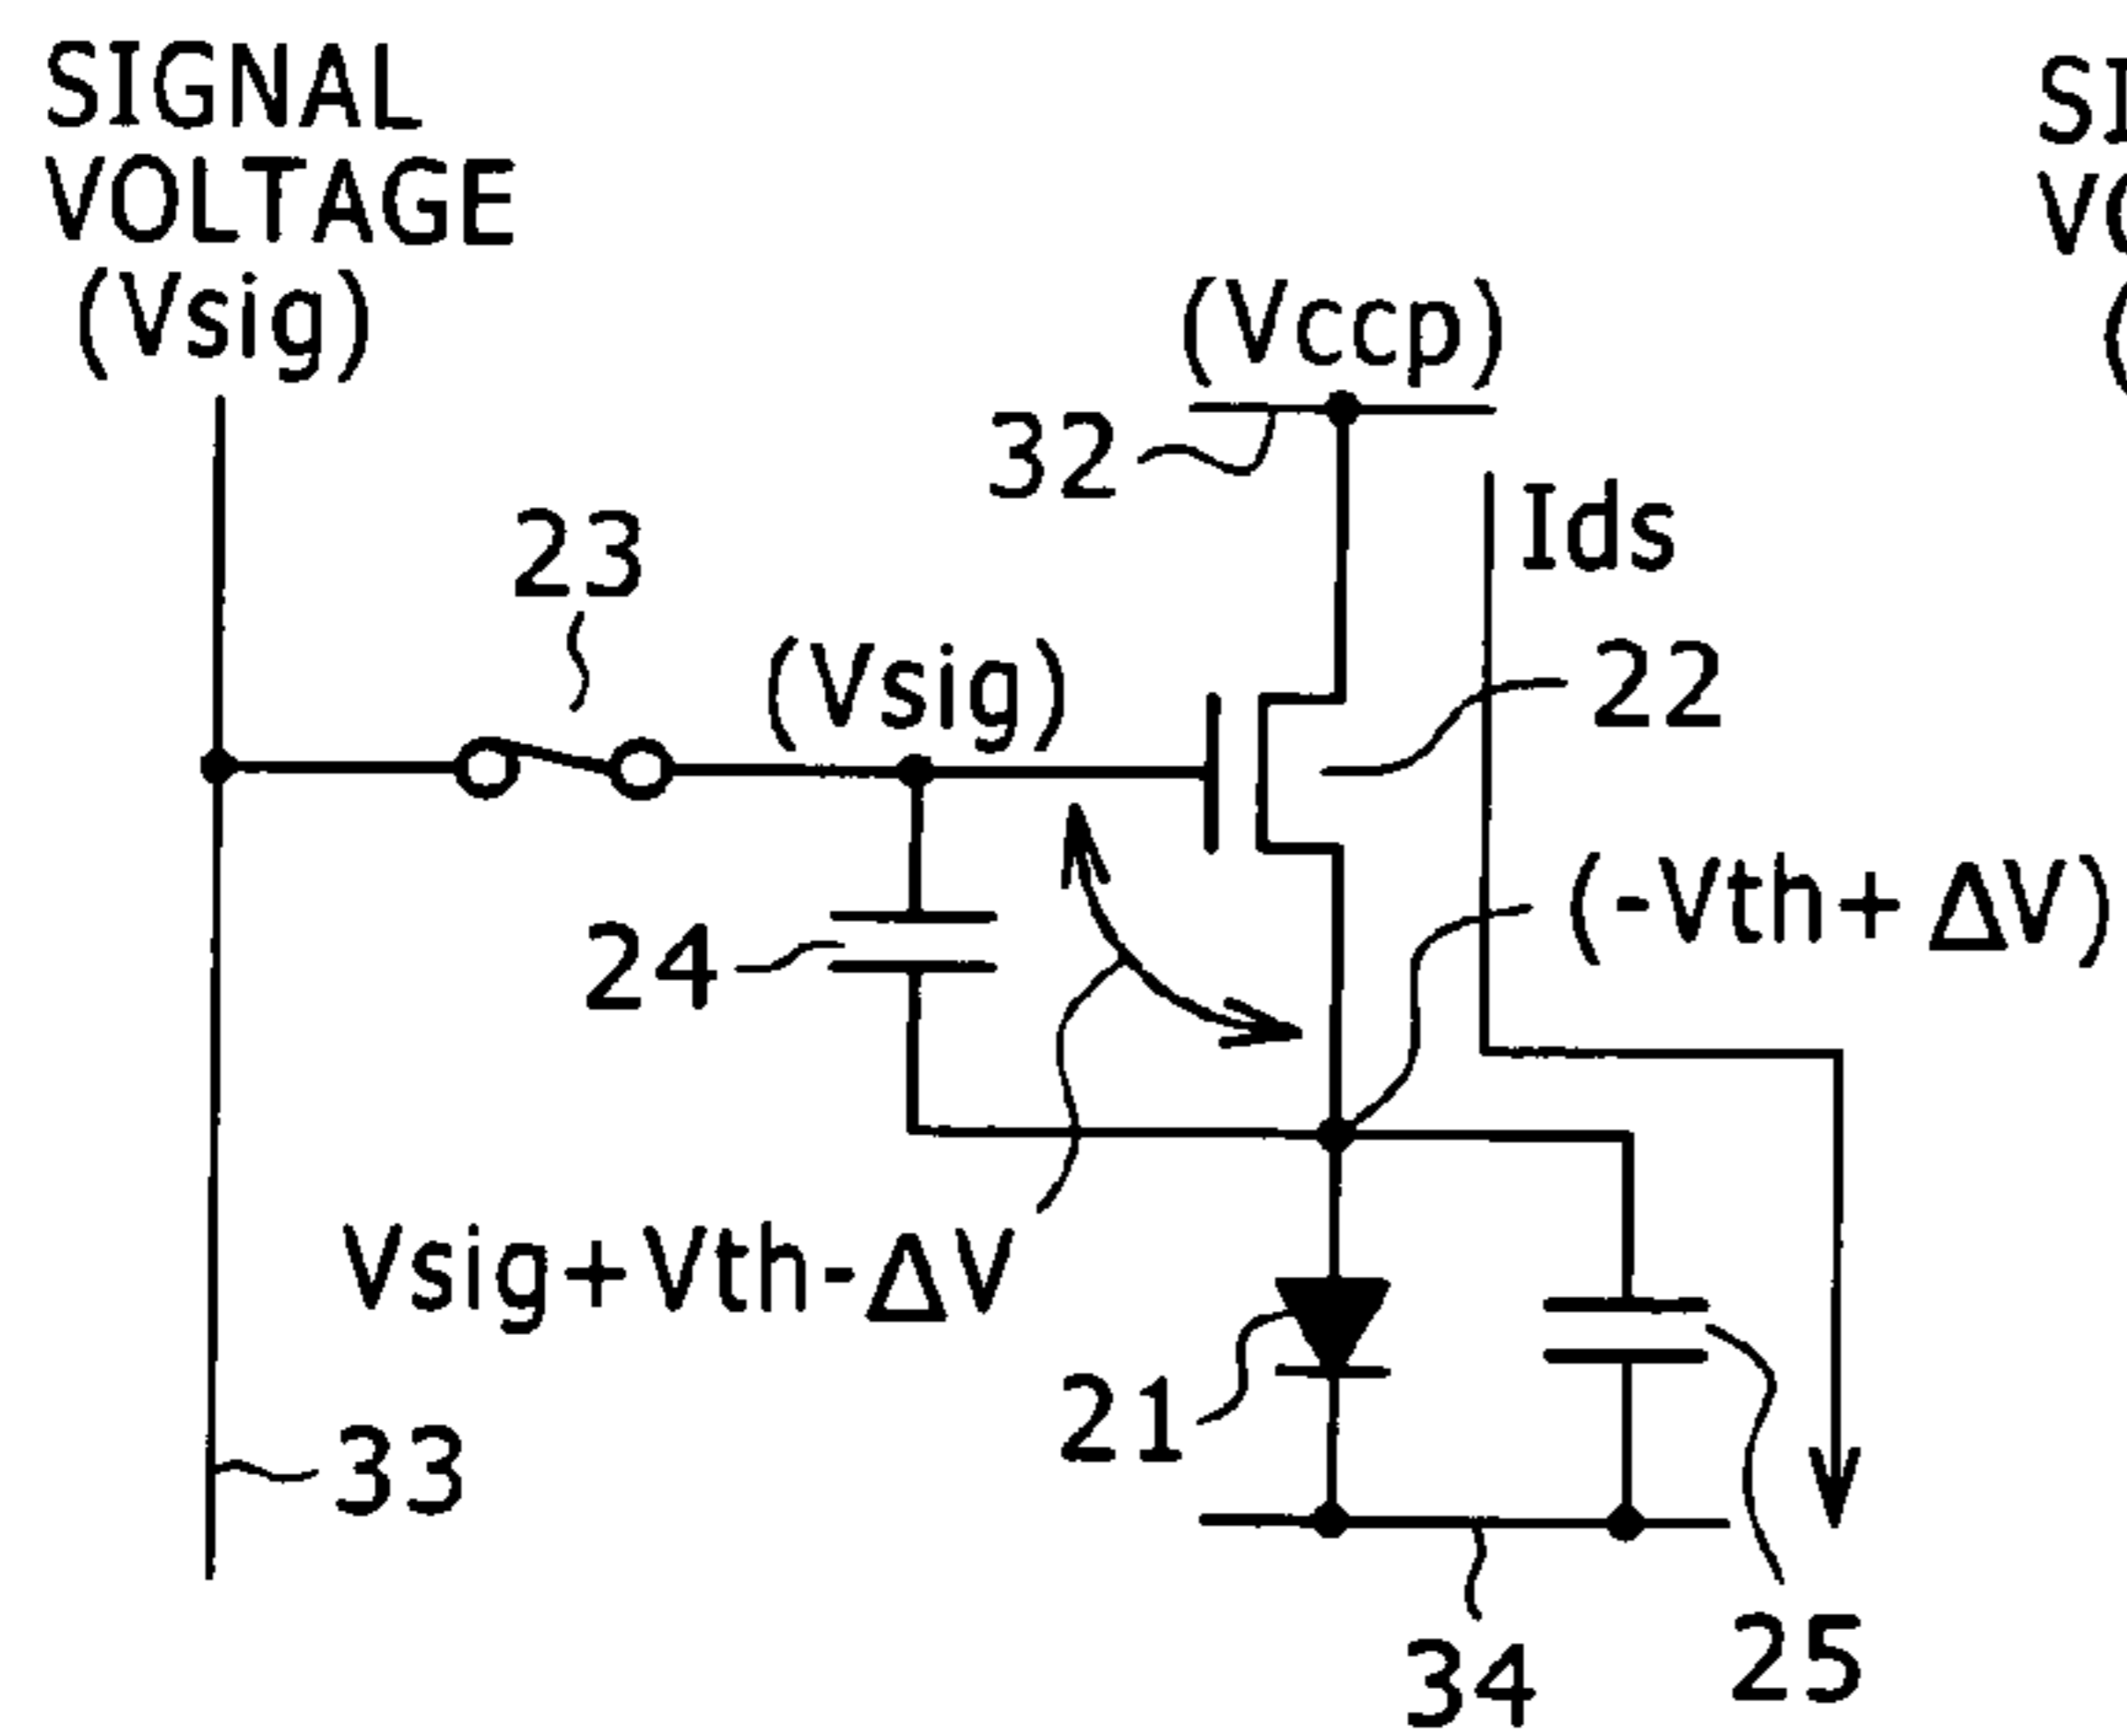 SIGNAL
VOLTAGE
(Vsig)
(Vccp)
32
Ids
23
22
(Vsig)
(-Vth+ΔV)
24
Vsig+Vth-ΔV
21
33
25
34